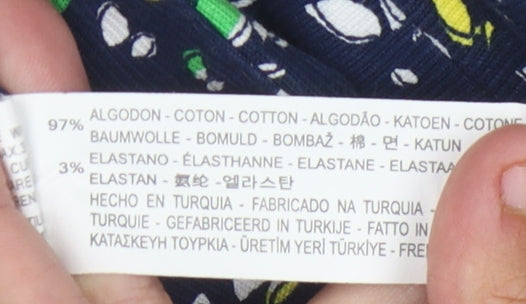 97% ALGODON - COTON - COTTON - ALGODÃO - KATOEN - COTONE
BAUMWOLLE - BOMULD - BOMBAŽ - 棉 - 면 - KATUN
3% ELASTANO - ÉLASTHANNE - ELASTANE - ELASTAA
ELASTAN - 氨纶 - 엘라스탄
HECHO EN TURQUIA - FABRICADO NA TURQUIA -
TURQUIE - GEFABRICEERD IN TURKIJE - FATTO IN
ΚΑΤΑΣΚΕΥΗ ΤΟΥΡΚΙΑ - ÜRETİM YERİ TÜRKİYE - FRE